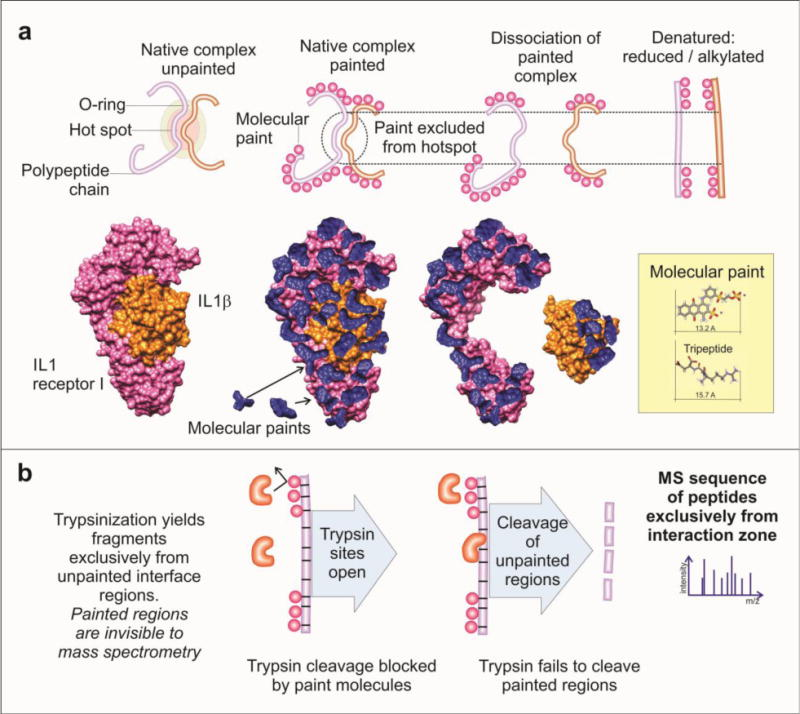 a
Native complex
unpainted
O-ring
Hot spot
Polypeptide
chain
Native complex
painted
Molecular
paint
Paint excluded
from hotspot
Dissociation of
painted
complex
Denatured:
reduced / alkylated
IL1β
IL1
receptor I
Molecular paints
Molecular paint
13.2 A
Tripeptide
15.7 A
b
Trypsinization yields
fragments
exclusively from
unpainted interface
regions.
Painted regions
are invisible to
mass spectrometry
Trypsin
sites
open
Trypsin cleavage blocked
by paint molecules
Cleavage
of
unpainted
regions
Trypsin fails to cleave
painted regions
MS sequence
of peptides
exclusively from
interaction zone
intensity
m/z